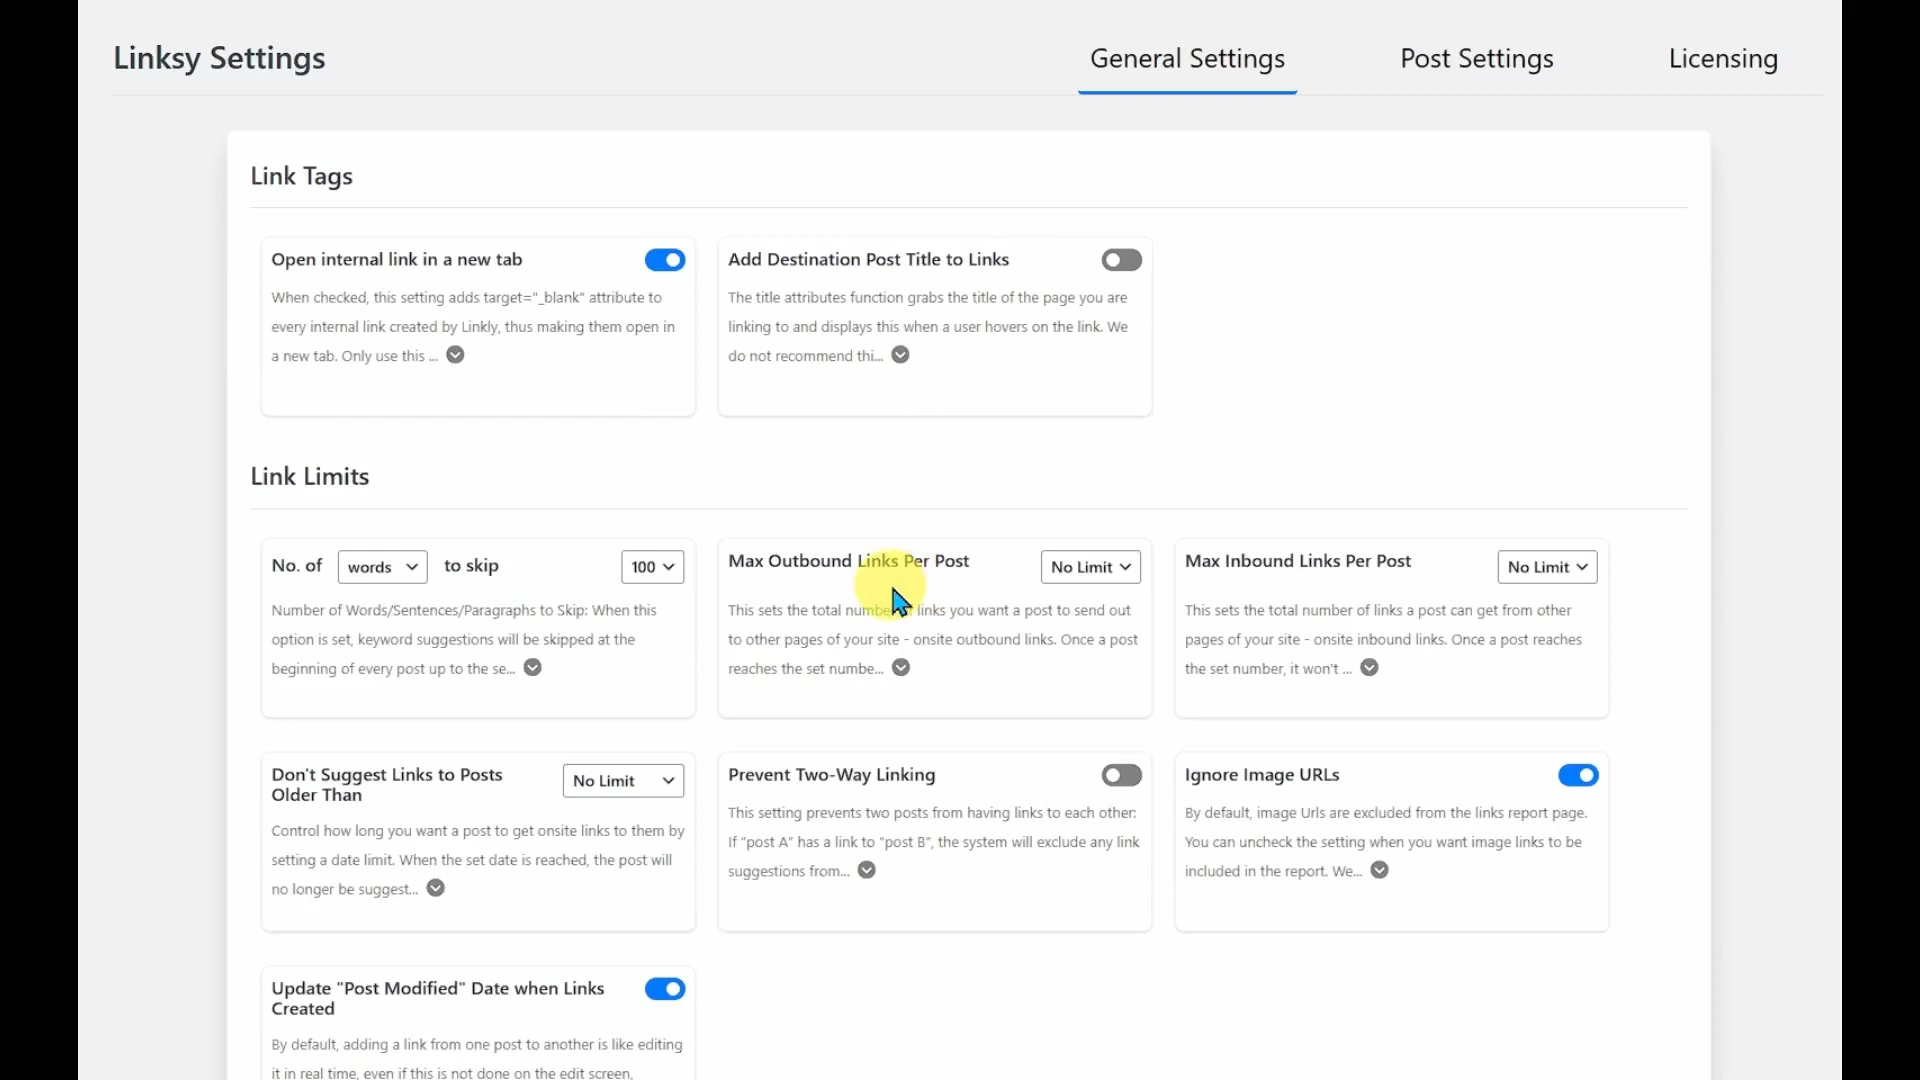 Linksy Settings
General Settings
Post Settings
Licensing
Link Tags
Open internal link in a new tab
When checked, this setting adds target="_blank" attribute to
every internal link created by Linkly, thus making them open in
a new tab. Only use this ...
Add Destination Post Title to Links
The title attributes function grabs the title of the page you are
linking to and displays this when a user hovers on the link. We
do not recommend thi...
Link Limits
No. of words to skip 100
Number of Words/Sentences/Paragraphs to Skip: When this
option is set, keyword suggestions will be skipped at the
beginning of every post up to the se...
Max Outbound Links Per Post No Limit
This sets the total number links you want a post to send out
to other pages of your site - onsite outbound links. Once a post
reaches the set numbe...
Max Inbound Links Per Post No Limit
This sets the total number of links a post can get from other
pages of your site - onsite inbound links. Once a post reaches
the set number, it won't ...
Don't Suggest Links to Posts
Older Than
No Limit
Control how long you want a post to get onsite links to them by
setting a date limit. When the set date is reached, the post will
no longer be suggest...
Prevent Two-Way Linking
This setting prevents two posts from having links to each other:
If "post A" has a link to "post B", the system will exclude any link
suggestions from...
Ignore Image URLs
By default, image Urls are excluded from the links report page.
You can uncheck the setting when you want image links to be
included in the report. We...
Update "Post Modified" Date when Links
Created
By default, adding a link from one post to another is like editing
it in real time, even if this is not done on the edit screen,